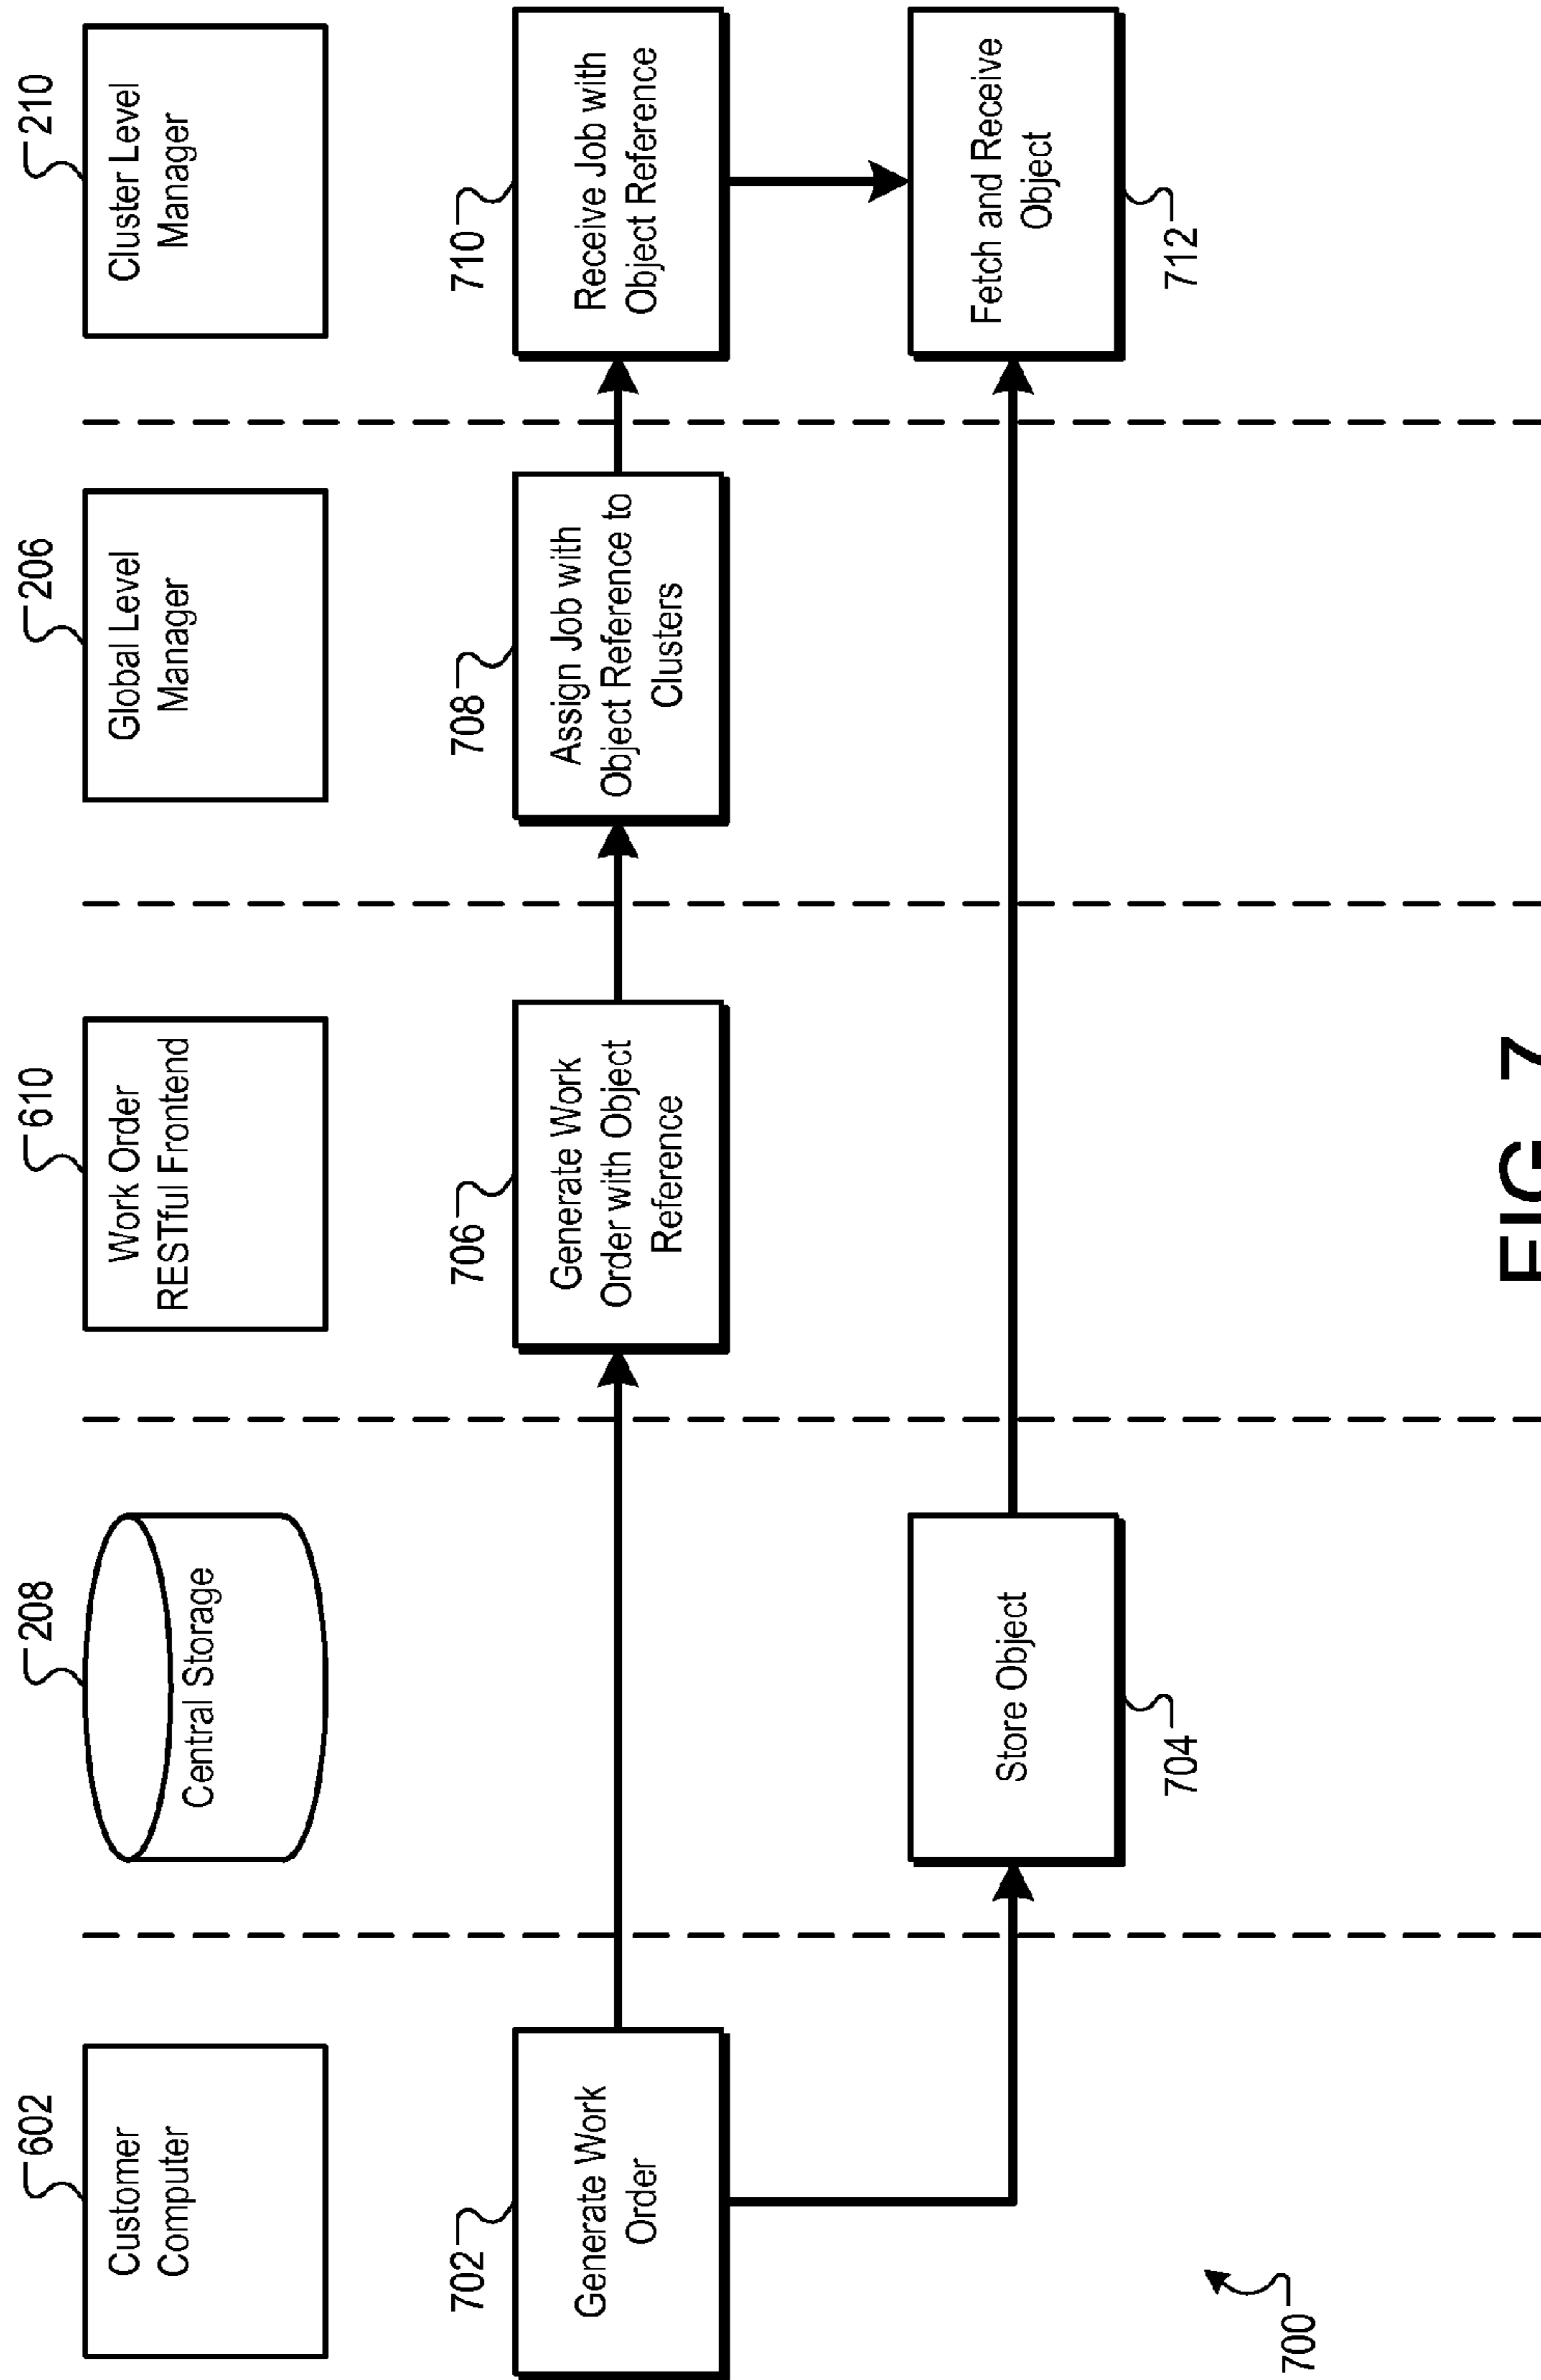 602
Customer
Computer
208
Central Storage
610
Work Order
RESTful Frontend
206
Global Level
Manager
210
Cluster Level
Manager
702
Generate Work
Order
706
Generate Work
Order with Object
Reference
708
Assign Job with
Object Reference to
Clusters
710
Receive Job with
Object Reference
Store Object
704
Fetch and Receive
Object
712
700
FIG. 7